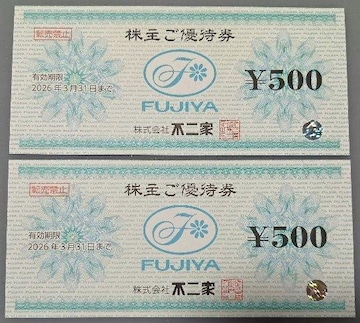 転売禁止
株主ご優待券
有効期限
2026年3月31日まで
F
¥500
FUJIYA
株式会社 不二家
転売禁止
株主ご優待券
有効期限
2026年3月31日まで
F
¥500
FUJIYA
株式会社 不二家